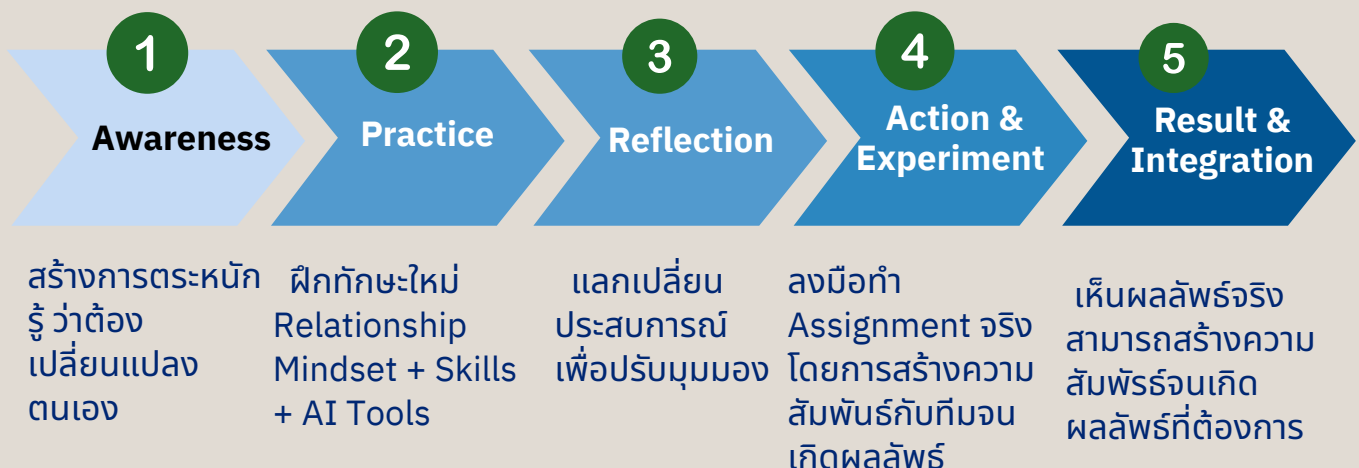 1
Awareness
สร้างการตระหนัก
รู้ ว่าต้อง
เปลี่ยนแปลง
ตนเอง
2
Practice
ฝึกทักษะใหม่
Relationship
Mindset + Skills
+ AI Tools
3
Reflection
แลกเปลี่ยน
ประสบการณ์
เพื่อปรับมุมมอง
4
Action &
Experiment
ลงมือทำ
Assignment จริง
โดยการสร้างความ
สัมพันธ์กับทีมจน
เกิดผลลัพธ์
5
Result &
Integration
เห็นผลลัพธ์จริง
สามารถสร้างความ
สัมพัรธ์จนเกิด
ผลลัพธ์ที่ต้องการ